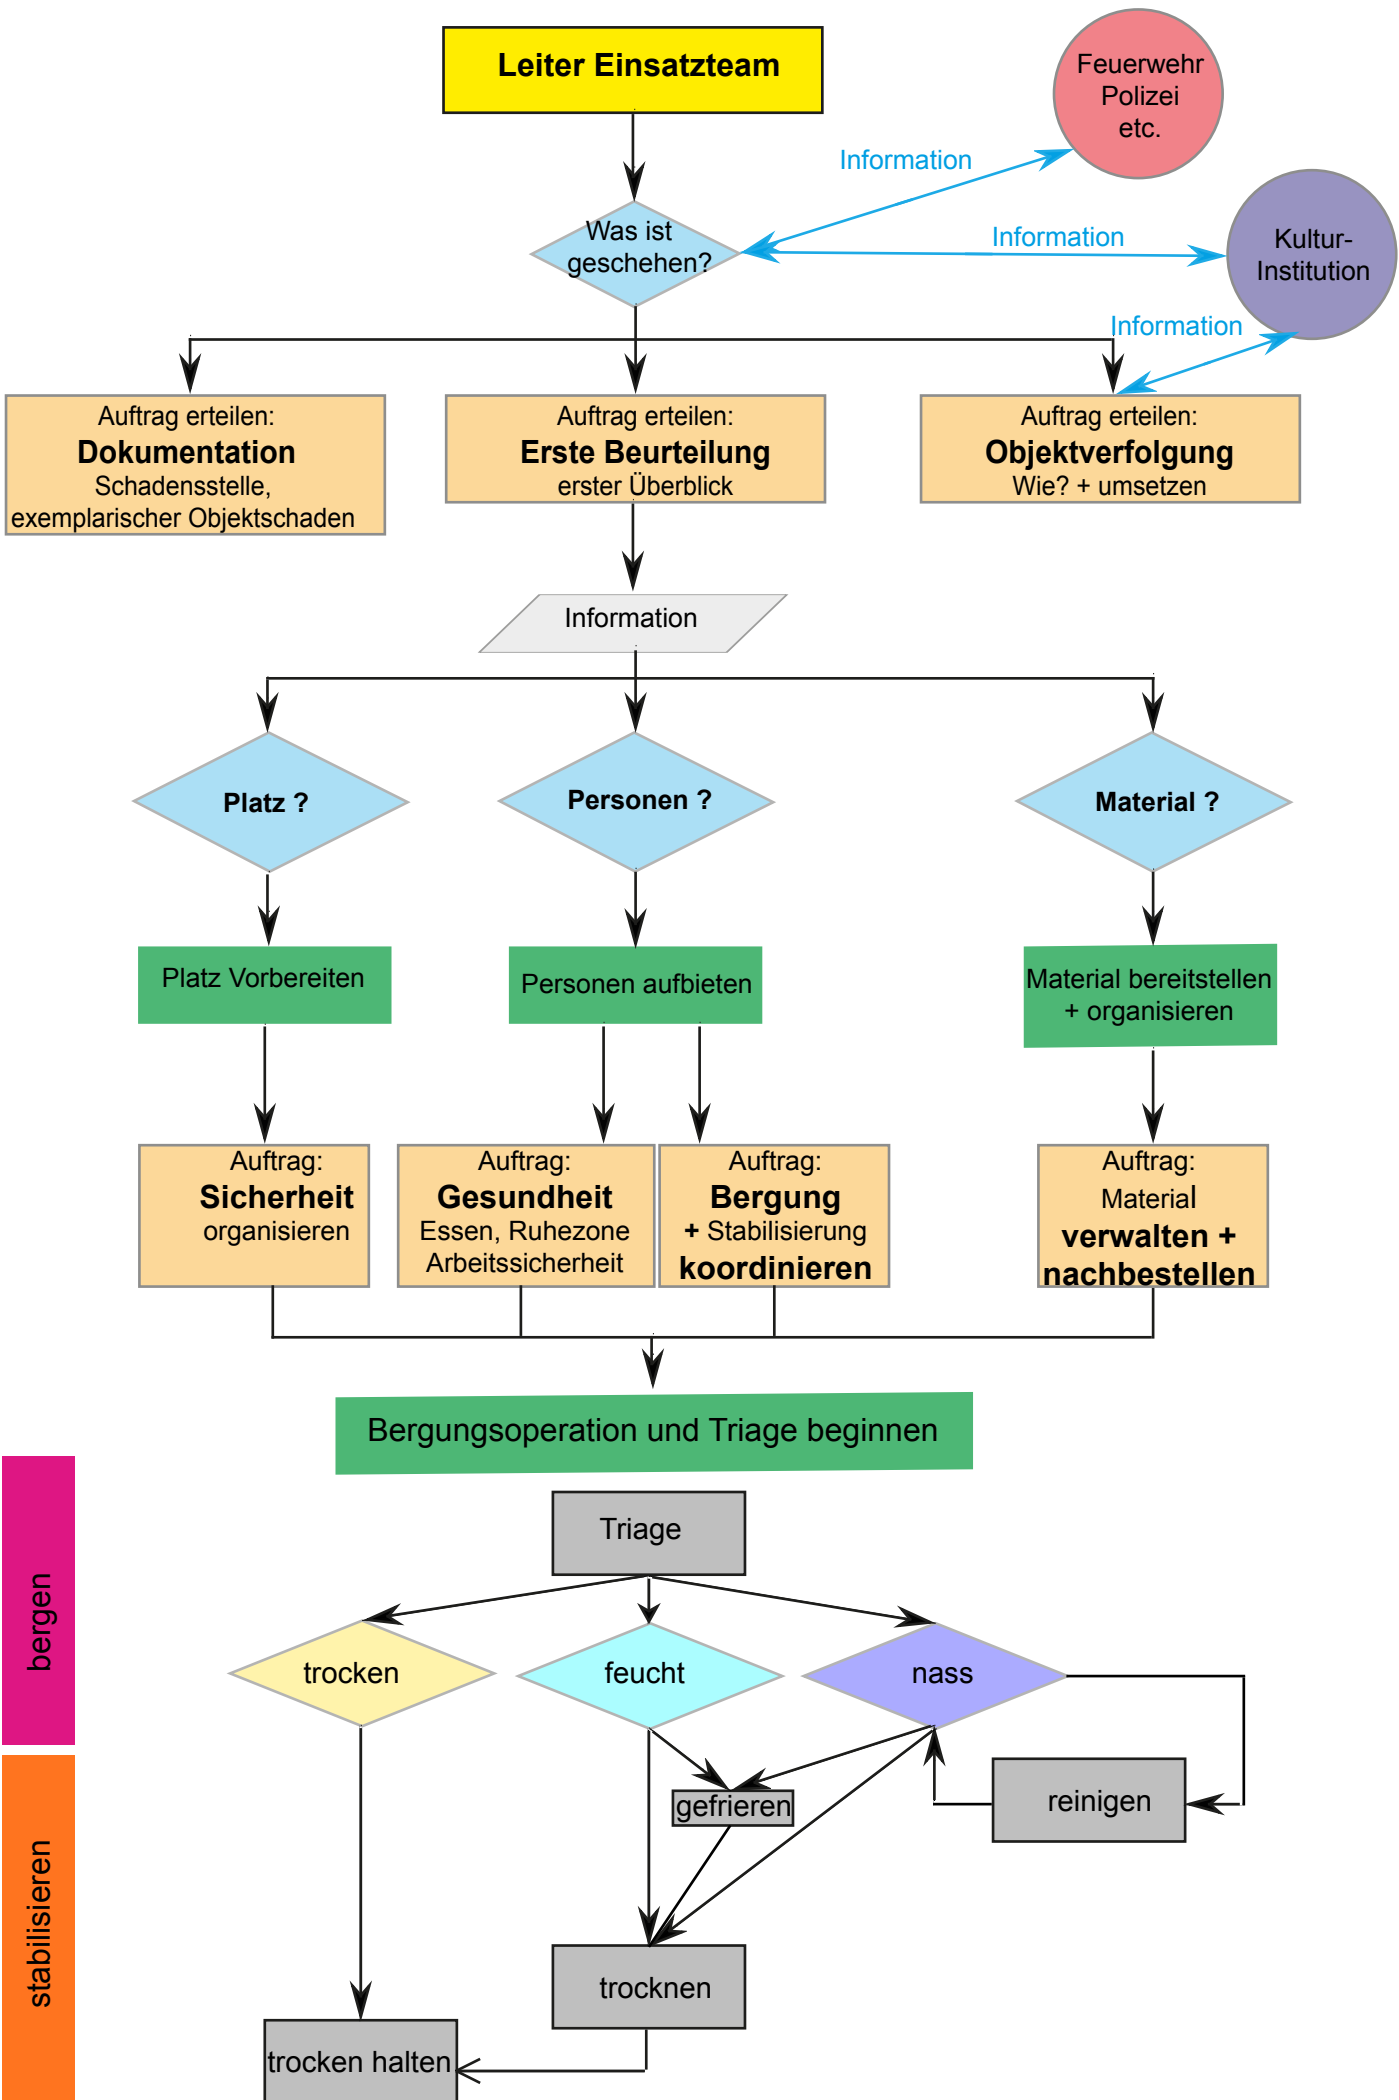 Leiter Einsatzteam
Feuerwehr
Polizei
etc.
Information
Was ist
geschehen?
Information
Kultur-
Institution
Information
Auftrag erteilen:
Dokumentation
Schadensstelle,
exemplarischer Objektschaden
Auftrag erteilen:
Erste Beurteilung
erster Überblick
Auftrag erteilen:
Objektverfolgung
Wie? + umsetzen
Information
Platz ?
Personen ?
Material ?
Platz Vorbereiten
Personen aufbieten
Material bereitstellen
+ organisieren
Auftrag:
Sicherheit
organisieren
Auftrag:
Gesundheit
Essen, Ruhezone
Arbeitssicherheit
Auftrag:
Bergung
+ Stabilisierung
koordinieren
Auftrag:
Material
verwalten +
nachbestellen
Bergungsoperation und Triage beginnen
bergen
Triage
trocken
feucht
nass
stabilisieren
gefrieren
reinigen
trocknen
trocken halten